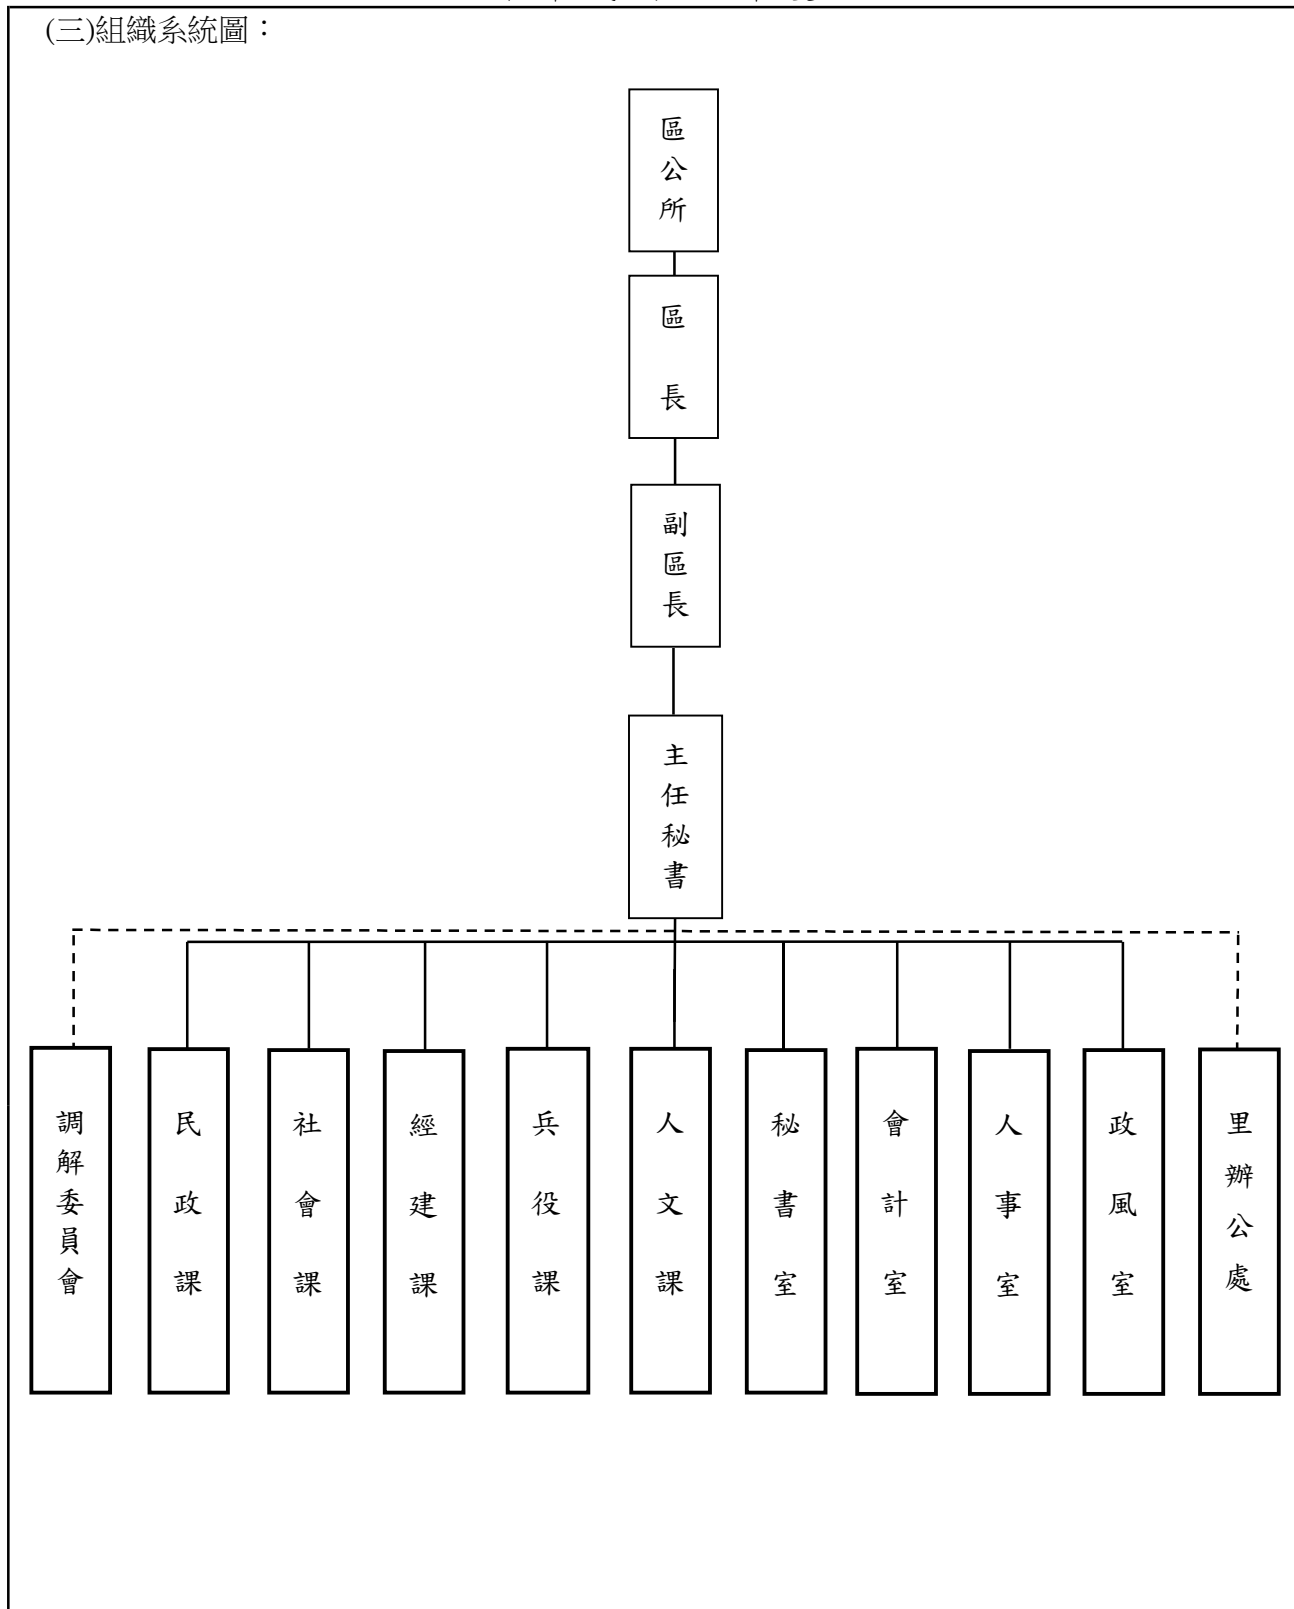 (三)組織系統圖：
區公所
區長
副區長
主任秘書
調解委員會
民政課
社會課
經建課
兵役課
人文課
秘書室
會計室
人事室
政風室
里辦公處